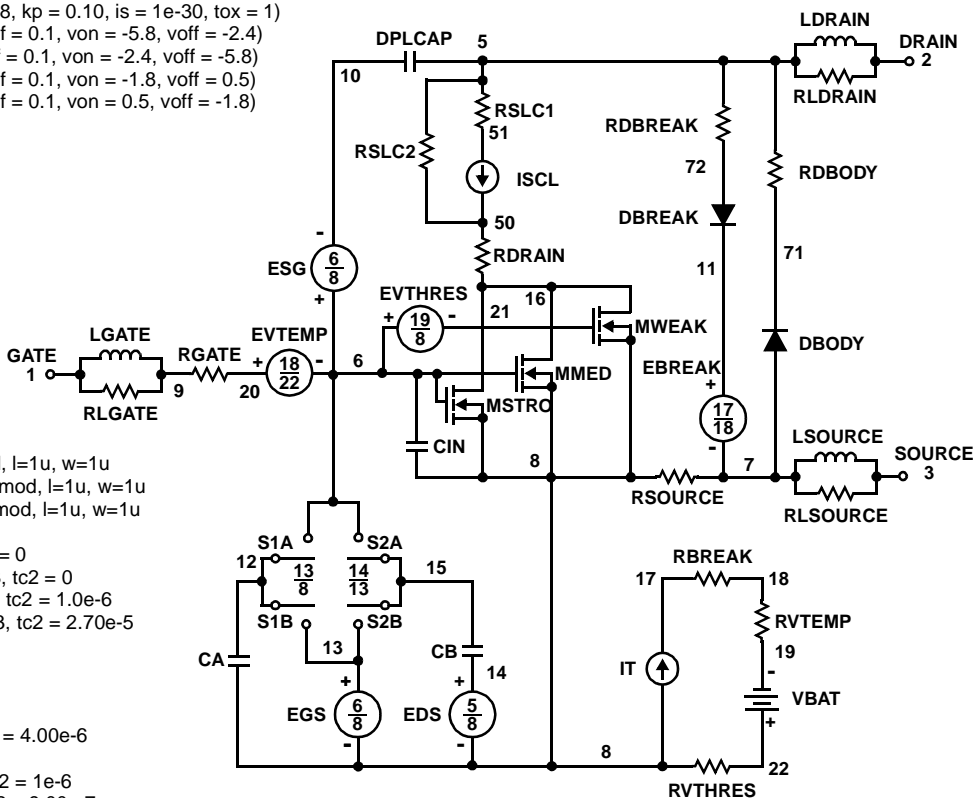 8, kp = 0.10, is = 1e-30, tox = 1)
f = 0.1, von = -5.8, voff = -2.4)
= 0.1, von = -2.4, voff = -5.8)
f = 0.1, von = -1.8, voff = 0.5)
f = 0.1, von = 0.5, voff = -1.8)
DPLCAP
5
10
LDRAIN
DRAIN
2
RLDRAIN
RSLC1
51
RSLC2
ISCL
50
RDBREAK
72
RDBODY
DBREAK
71
11
RDRAIN
ESG
6
8
-
+
EVTHRES
+
19
8
-
16
21
MWEAK
LGATE
GATE
1
RLGATE
9
RGATE
20
EVTEMP
+
18
22
-
6
MMED
MSTRO
EBREAK
+
17
18
-
DBODY
CIN
8
7
RSOURCE
LSOURCE
SOURCE
3
RLSOURCE
, l=1u, w=1u
mod, l=1u, w=1u
mod, l=1u, w=1u
= 0
, tc2 = 0
tc2 = 1.0e-6
3, tc2 = 2.70e-5
= 4.00e-6
2 = 1e-6
S1A
S2A
12
13
8
14
13
15
S1B
S2B
13
CA
CB
14
+
EGS
6
8
-
+
EDS
5
8
-
8
17
RBREAK
18
RVTEMP
19
IT
-
VBAT
+
22
RVTHRES